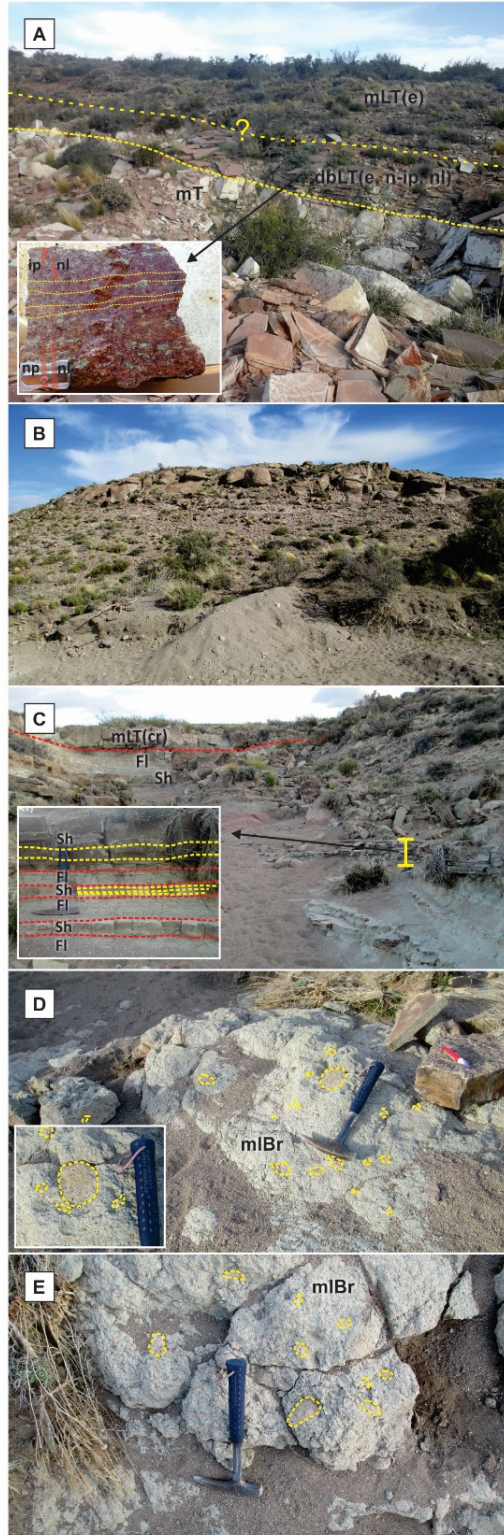 A
mLT(e)
?
dbLT(e, n-ip, nl)
mT
ip nl
np nl
B
C
mLT(cr)
Fl
Sh
Sh
Fl
Sh
Fl
Sh
Fl
D
mlBr
E
mlBr